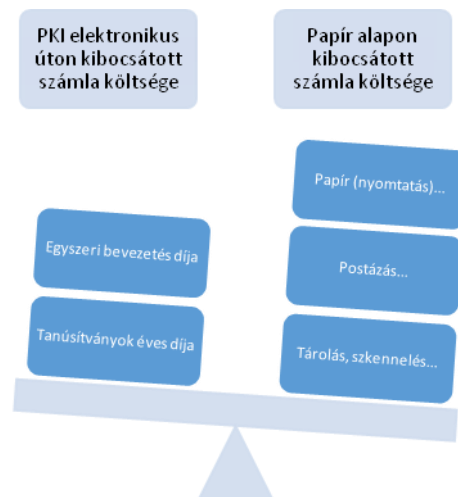 PKI elektronikus
úton kibocsátott
számla költsége
Papír alapon
kibocsátott
számla költsége
Egyszeri bevezetés díja
Tanúsítványok éves díja
Papír (nyomtatás)...
Postázás...
Tárolás, szkennelés...